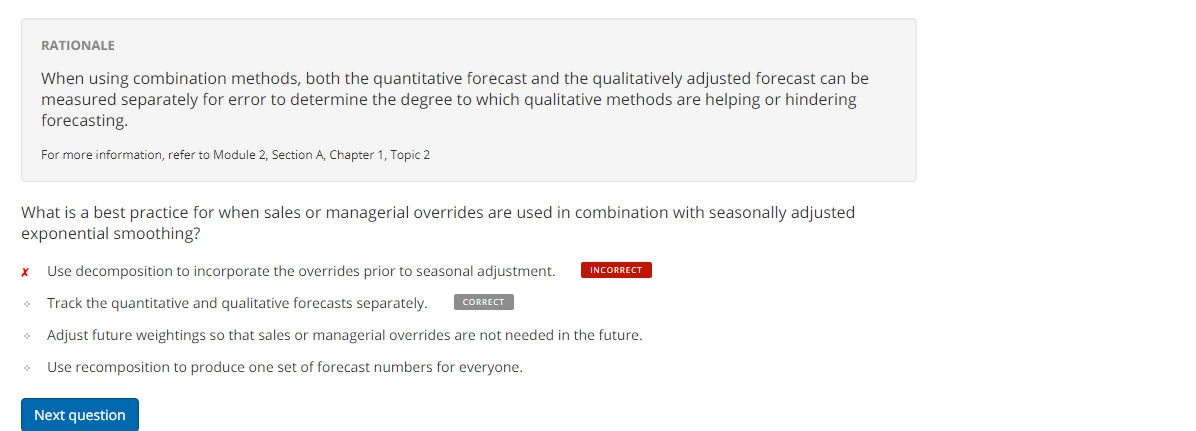 RATIONALE
When using combination methods, both the quantitative forecast and the qualitatively adjusted forecast can be
measured separately for error to determine the degree to which qualitative methods are helping or hindering
forecasting.
For more information, refer to Module 2, Section A, Chapter 1, Topic 2
What is a best practice for when sales or managerial overrides are used in combination with seasonally adjusted
exponential smoothing?
✗ Use decomposition to incorporate the overrides prior to seasonal adjustment. INCORRECT
Track the quantitative and qualitative forecasts separately. CORRECT
Adjust future weightings so that sales or managerial overrides are not needed in the future.
Use recomposition to produce one set of forecast numbers for everyone.
Next question